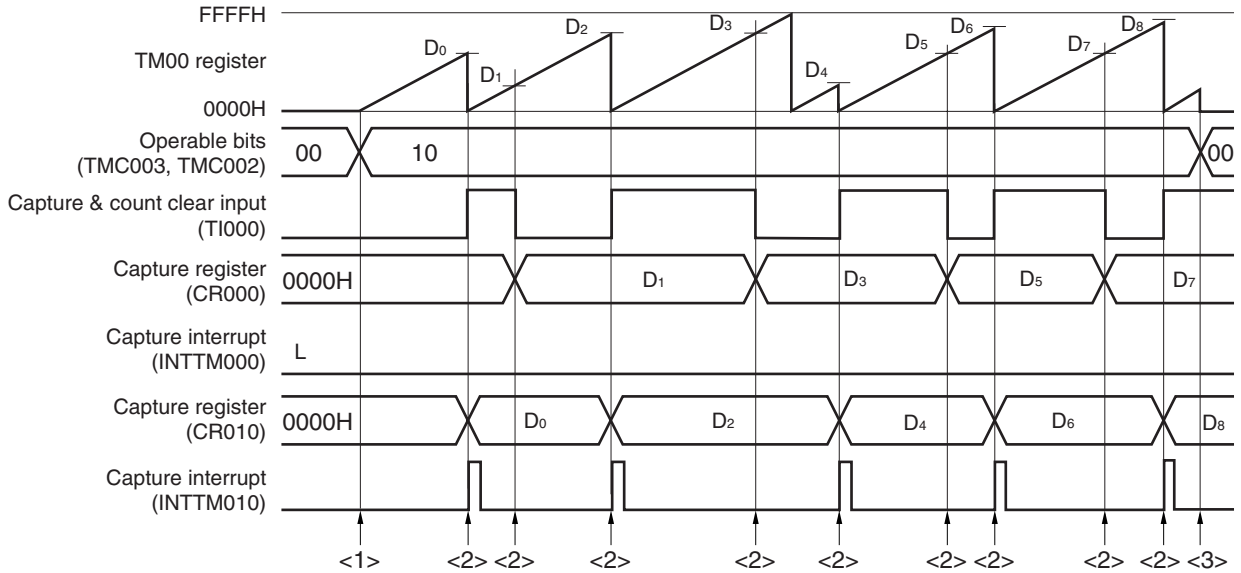 FFFFH
TM00 register
0000H
D0
D1
D2
D3
D4
D5
D6
D7
D8
Operable bits
(TMC003, TMC002)
00
10
00
Capture & count clear input
(TI000)
Capture register
(CR000)
0000H
D1
D3
D5
D7
Capture interrupt
(INTTM000)
L
Capture register
(CR010)
0000H
D0
D2
D4
D6
D8
Capture interrupt
(INTTM010)
<1> <2> <2> <2> <2> <2> <2> <2> <2> <2> <3>